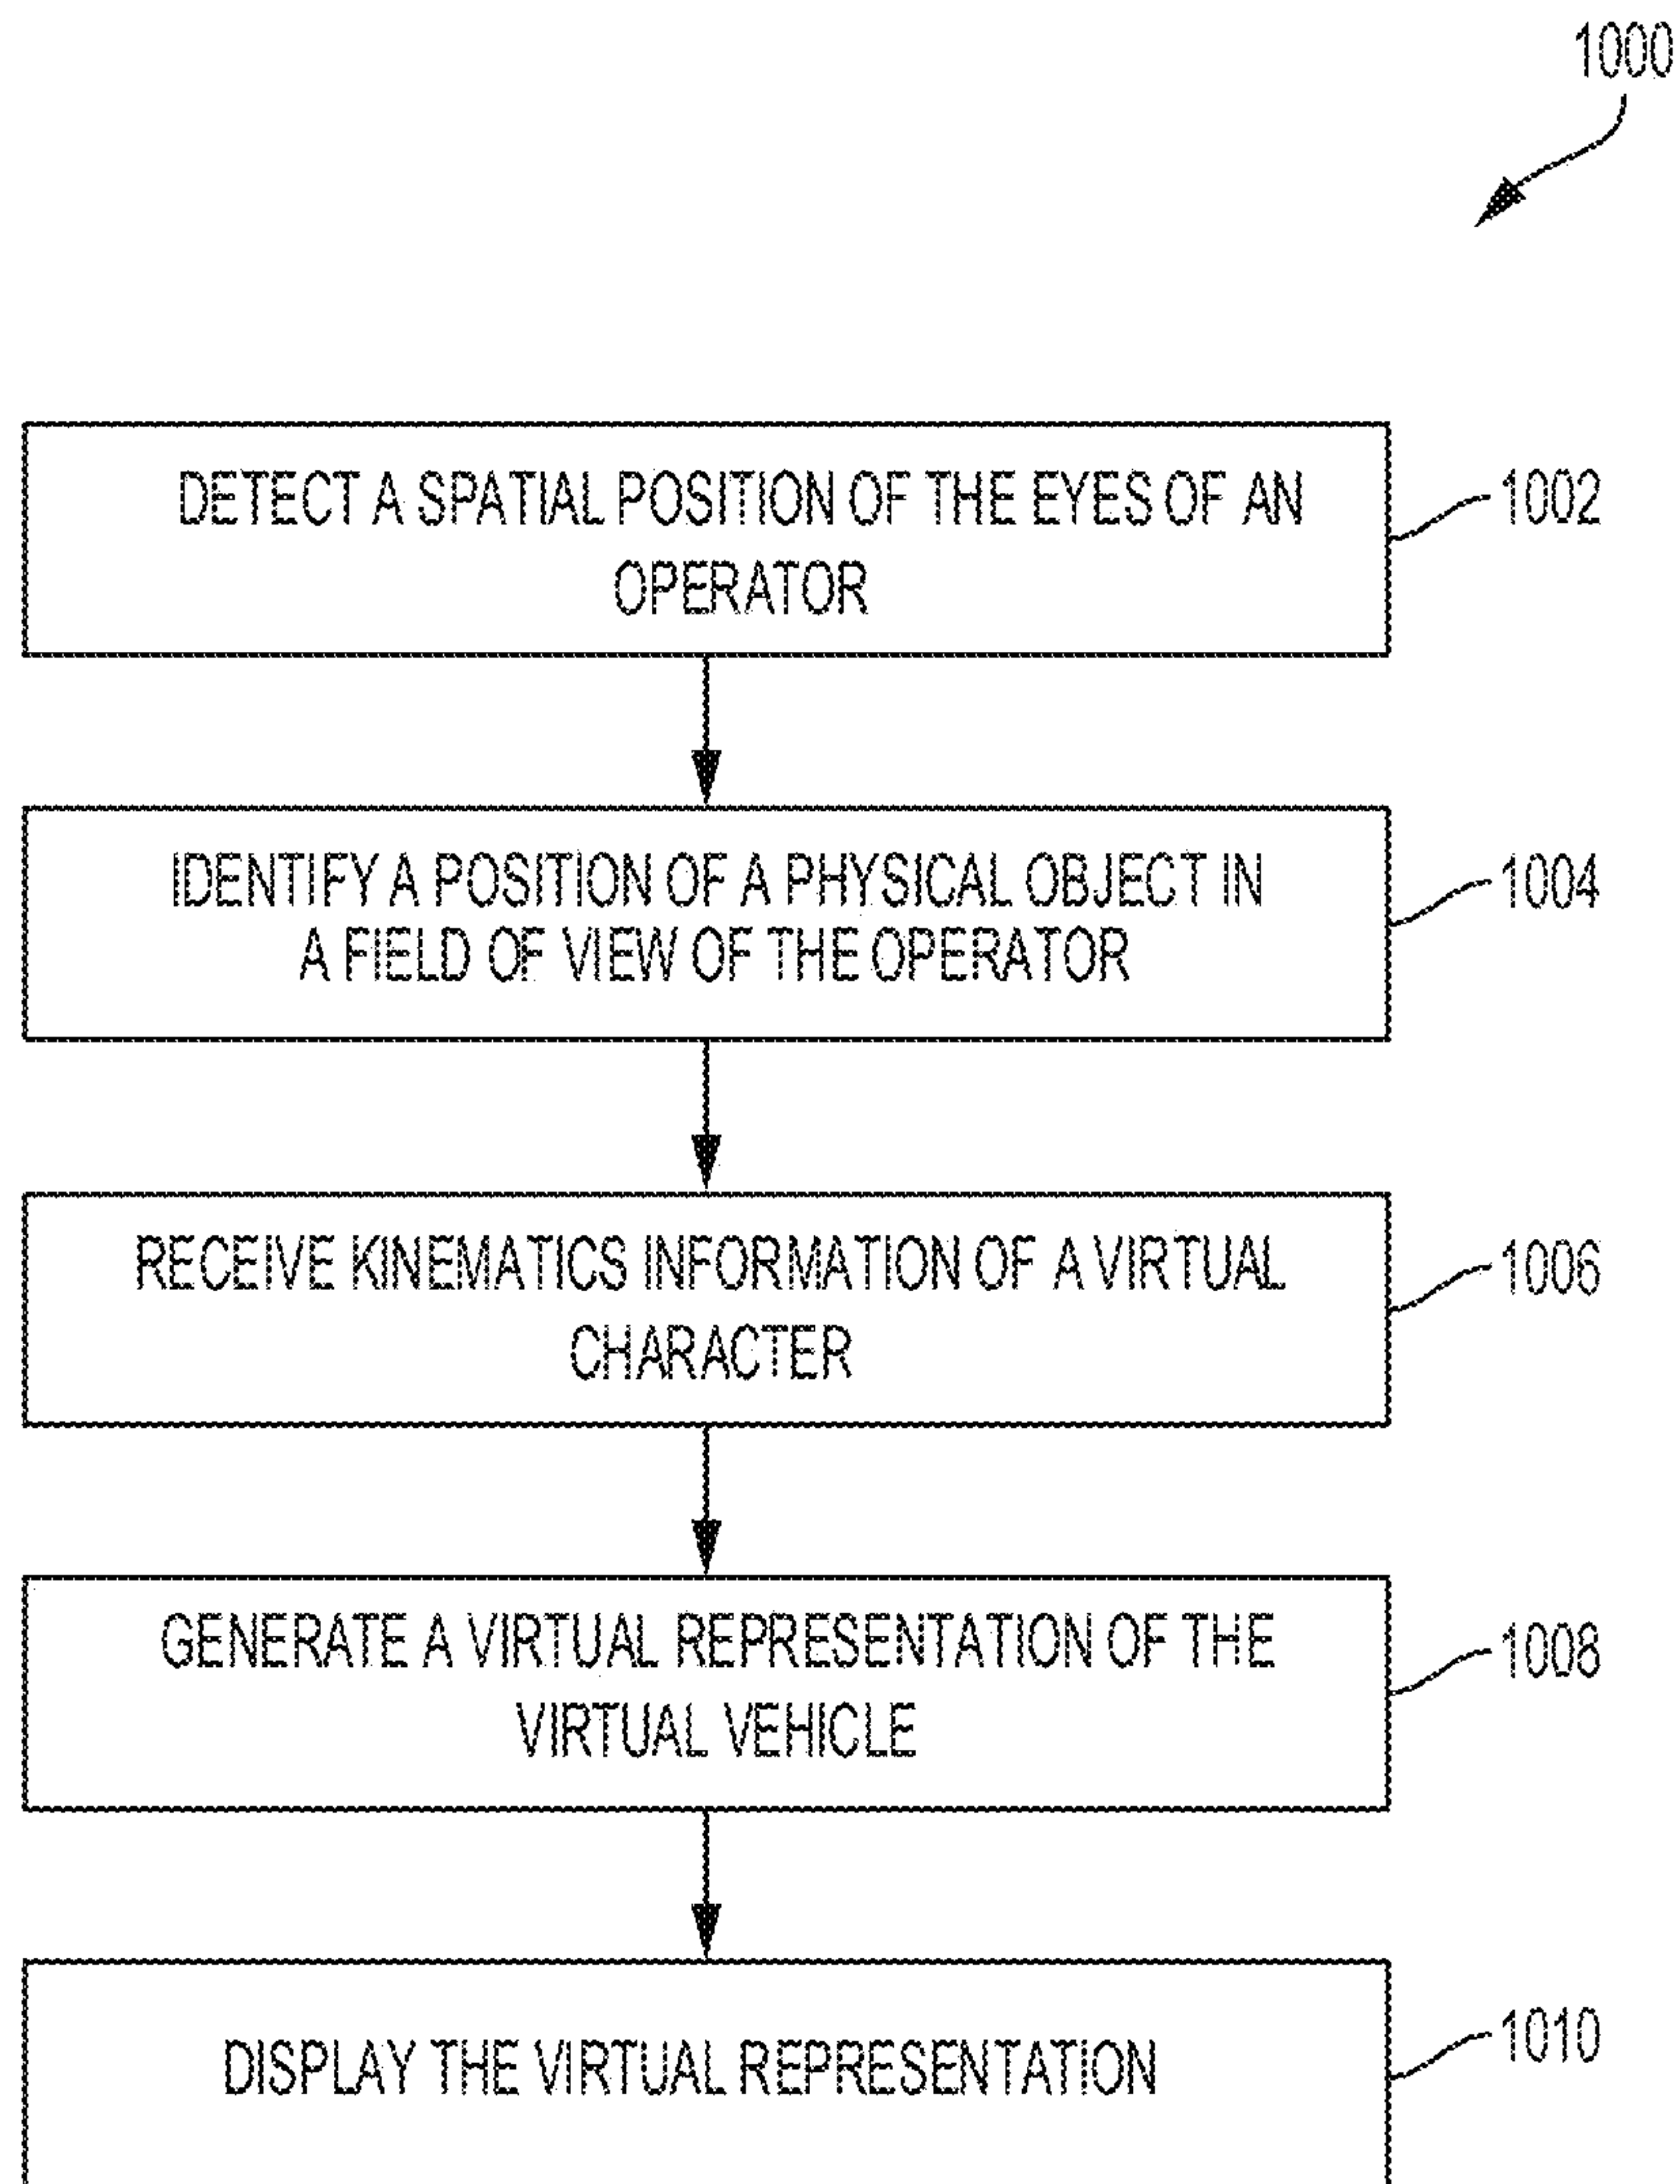 1000
DETECT A SPATIAL POSITION OF THE EYES OF AN
OPERATOR
1002
IDENTIFY A POSITION OF A PHYSICAL OBJECT IN
A FIELD OF VIEW OF THE OPERATOR
1004
RECEIVE KINEMATICS INFORMATION OF A VIRTUAL
CHARACTER
1006
GENERATE A VIRTUAL REPRESENTATION OF THE
VIRTUAL VEHICLE
1008
DISPLAY THE VIRTUAL REPRESENTATION
1010